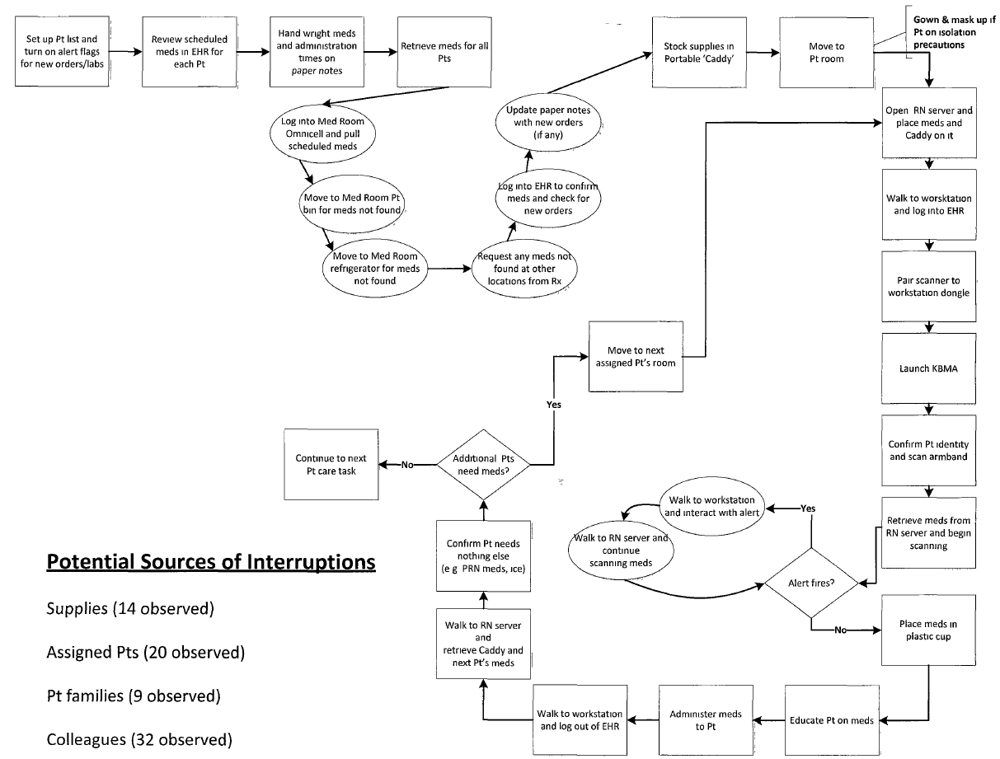 Set up Pt list and
turn on alert flags
for new orders/labs
Review scheduled
meds in EHR for
each Pt
Hand wright meds
and administration
times on
paper notes
Retrieve meds for all
Pts
Log into Med Room
Omnicell and pull
scheduled meds
Move to Med Room Pt
bin for meds not found
Move to Med Room
refrigerator for meds
not found
Request any meds not
found at other
locations from Rx
Log into EHR to confirm
meds and check for
new orders
Update paper notes
with new orders
(if any)
Stock supplies in
Portable 'Caddy'
Move to
Pt room
Gown & mask up if
Pt on isolation
precautions
Open RN server and
place meds and
Caddy on it
Walk to worsktation
and log into EHR
Pair scanner to
workstation dongle
Launch KBMA
Confirm Pt identity
and scan armband
Retrieve meds from
RN server and begin
scanning
Alert fires?
Yes
Walk to workstation
and interact with alert
Walk to RN server and
continue
scanning meds
No
Place meds in
plastic cup
Educate Pt on meds
Administer meds
to Pt
Walk to workstation
and log out of EHR
Walk to RN server
and
retrieve Caddy and
next Pt's meds
Confirm Pt needs
nothing else
(e g PRN meds, ice)
Additional Pts
need meds?
No
Continue to next
Pt care task
Yes
Move to next
assigned Pt's room
Potential Sources of Interruptions
Supplies (14 observed)
Assigned Pts (20 observed)
Pt families (9 observed)
Colleagues (32 observed)